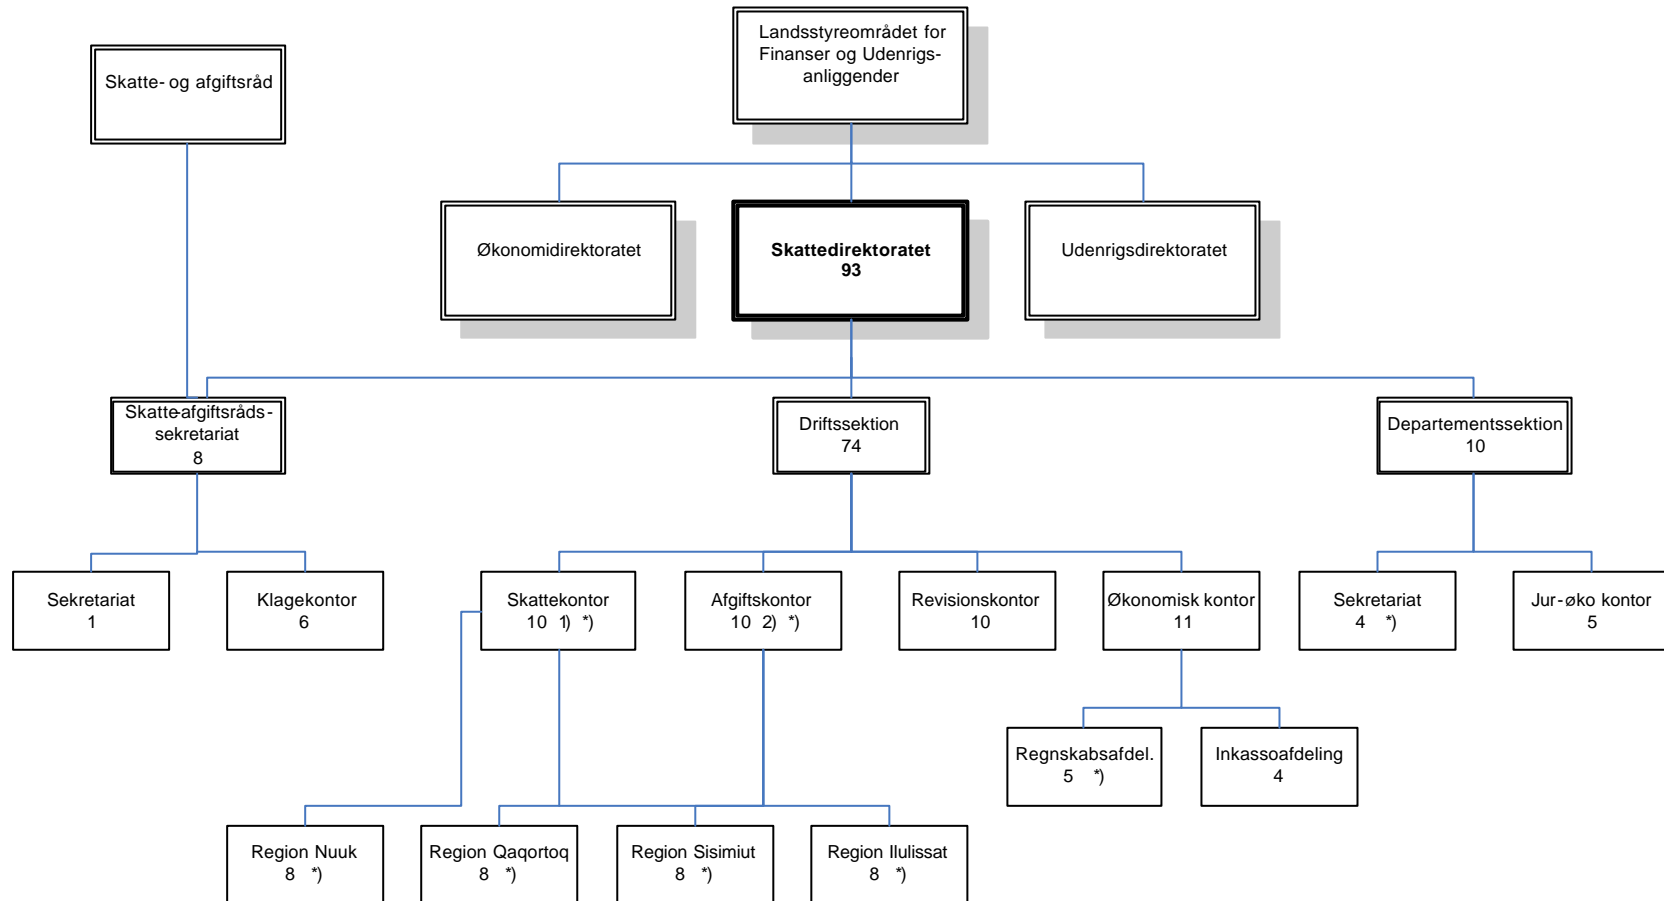 Landsstyreområdet for
Finanser og Udenrigs-
anliggender
Skatte- og afgiftsråd
Økonomidirektoratet
Skattedirektoratet
93
Udenrigsdirektoratet
Skatte-afgiftsråds-
sekretariat
8
Driftssektion
74
Departementssektion
10
Sekretariat
1
Klagekontor
6
Skattekontor
10 1) *)
Afgiftskontor
10 2) *)
Revisionskontor
10
Økonomisk kontor
11
Sekretariat
4 *)
Jur-øko kontor
5
Regnskabsafdel.
5 *)
Inkassoafdeling
4
Region Nuuk
8 *)
Region Qaqortoq
8 *)
Region Sisimiut
8 *)
Region Ilulissat
8 *)